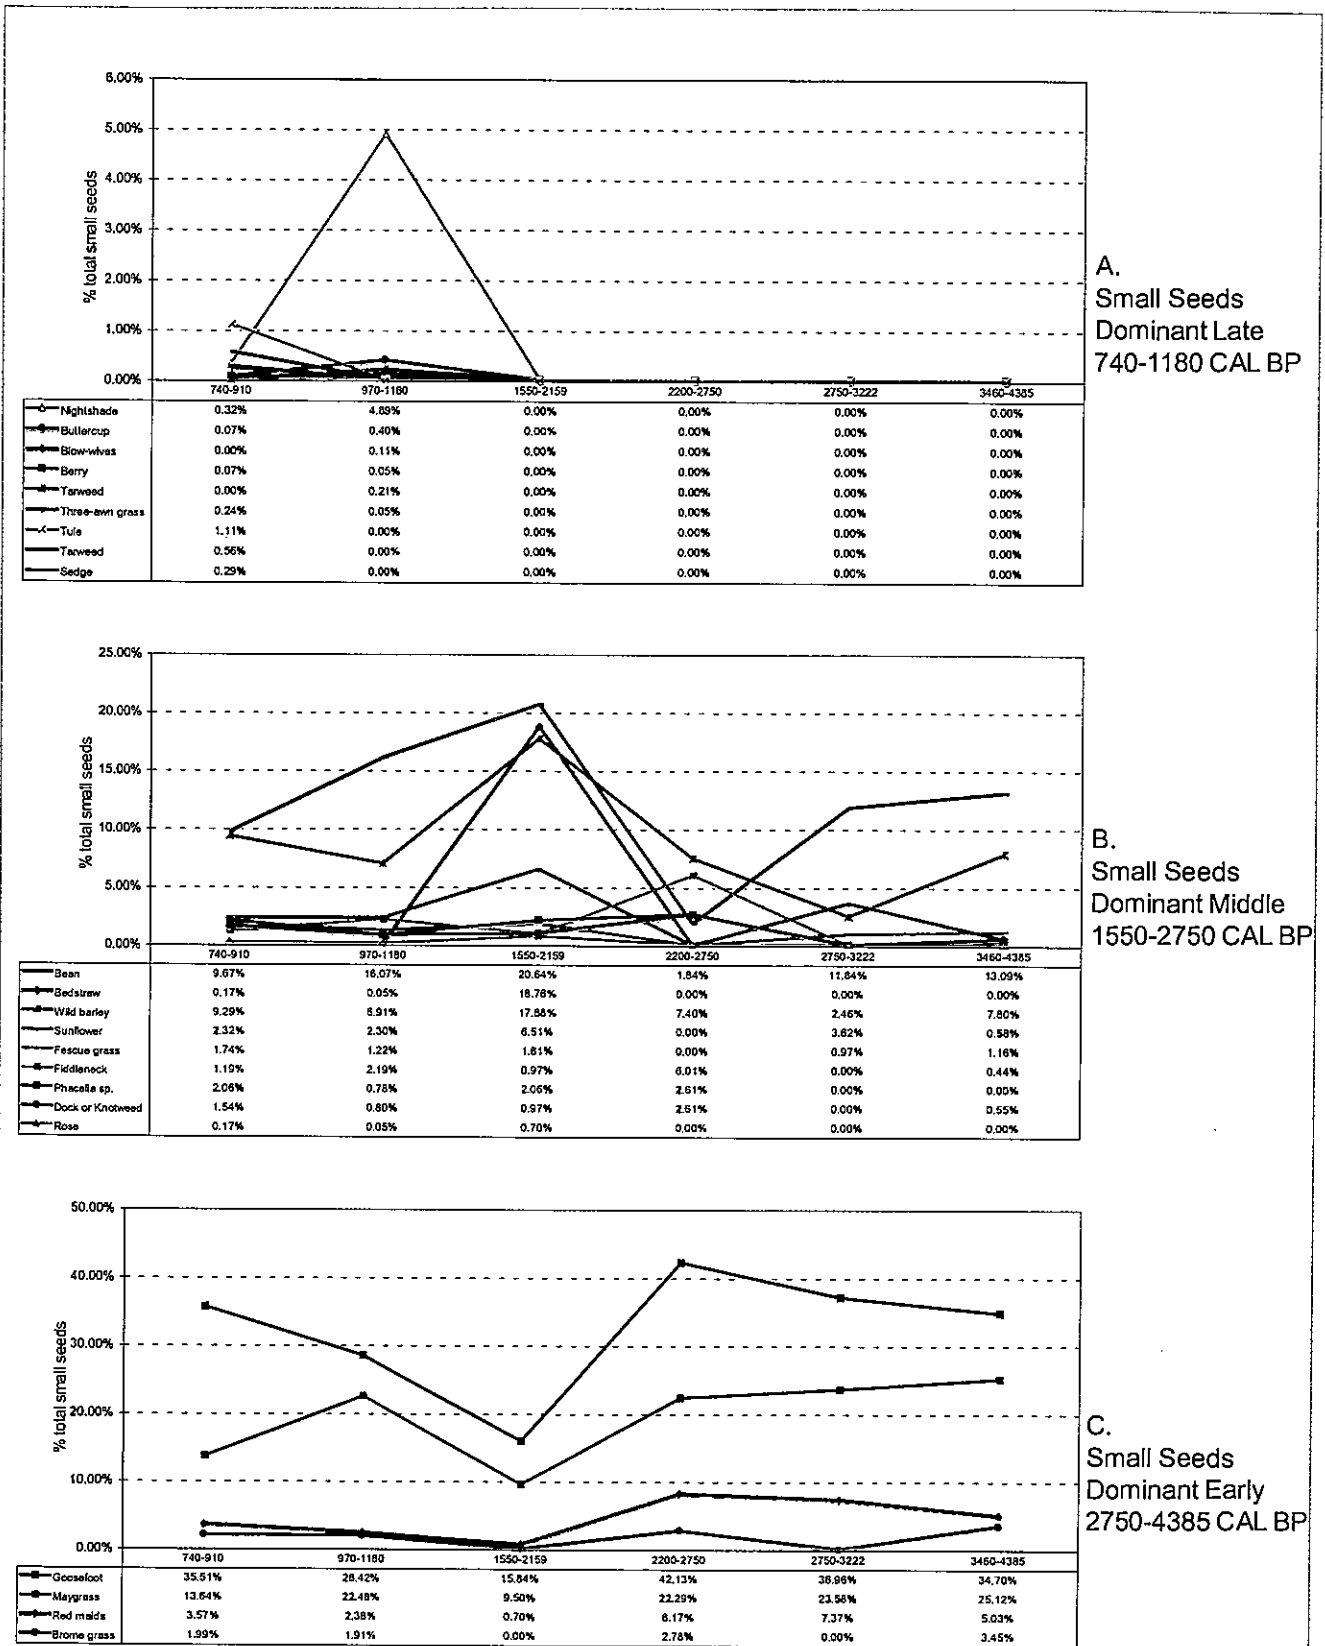 6.00%
5.00%
4.00%
3.00%
2.00%
1.00%
0.00%
% total small seeds
740-910 970-1180 1550-2159 2200-2750 2750-3222 3460-4385
Nightshade 0.32% 4.89% 0.00% 0.00% 0.00% 0.00%
Buttercup 0.07% 0.40% 0.00% 0.00% 0.00% 0.00%
Blow-wives 0.00% 0.11% 0.00% 0.00% 0.00% 0.00%
Berry 0.07% 0.05% 0.00% 0.00% 0.00% 0.00%
Tarweed 0.00% 0.21% 0.00% 0.00% 0.00% 0.00%
Three-awn grass 0.24% 0.05% 0.00% 0.00% 0.00% 0.00%
Tule 1.11% 0.00% 0.00% 0.00% 0.00% 0.00%
Tarweed 0.56% 0.00% 0.00% 0.00% 0.00% 0.00%
Sedge 0.29% 0.00% 0.00% 0.00% 0.00% 0.00%
A.
Small Seeds
Dominant Late
740-1180 CAL BP
25.00%
20.00%
15.00%
10.00%
5.00%
0.00%
% total small seeds
740-910 970-1180 1550-2159 2200-2750 2750-3222 3460-4385
Bean 9.67% 16.07% 20.64% 1.84% 11.84% 13.09%
Bedstraw 0.17% 0.05% 18.76% 0.00% 0.00% 0.00%
Wild barley 9.29% 6.91% 17.88% 7.40% 2.46% 7.80%
Sunflower 2.32% 2.30% 6.51% 0.00% 3.62% 0.58%
Fescue grass 1.74% 1.22% 1.81% 0.00% 0.97% 1.16%
Fiddleneck 1.19% 2.19% 0.97% 6.01% 0.00% 0.44%
Phacelia sp. 2.06% 0.78% 2.06% 2.61% 0.00% 0.00%
Dock or Knotweed 1.54% 0.80% 0.97% 2.61% 0.00% 0.55%
Rose 0.17% 0.05% 0.70% 0.00% 0.00% 0.00%
B.
Small Seeds
Dominant Middle
1550-2750 CAL BP
50.00%
40.00%
30.00%
20.00%
10.00%
0.00%
% total small seeds
740-910 970-1180 1550-2159 2200-2750 2750-3222 3460-4385
Goosefoot 35.51% 28.42% 15.84% 42.13% 36.96% 34.70%
Maygrass 13.64% 22.48% 9.50% 22.29% 23.58% 25.12%
Red maids 3.57% 2.38% 0.70% 8.17% 7.37% 5.03%
Brome grass 1.99% 1.91% 0.00% 2.78% 0.00% 3.45%
C.
Small Seeds
Dominant Early
2750-4385 CAL BP